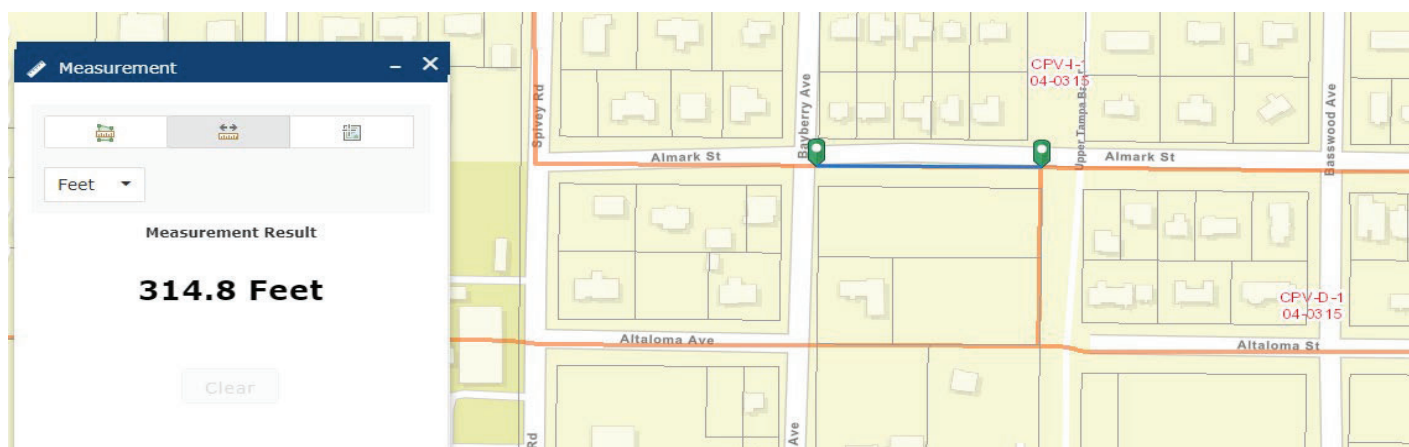 Measurement
Feet
Measurement Result
314.8 Feet
Clear
Spivey Rd
Bayberry Ave
CPV-I-1
04-0315
Upper Tampa
Basswood Ave
Almark St
Almark St
CPV-D-1
04-0315
Altaloma Ave
Altaloma St
Rd
Ave